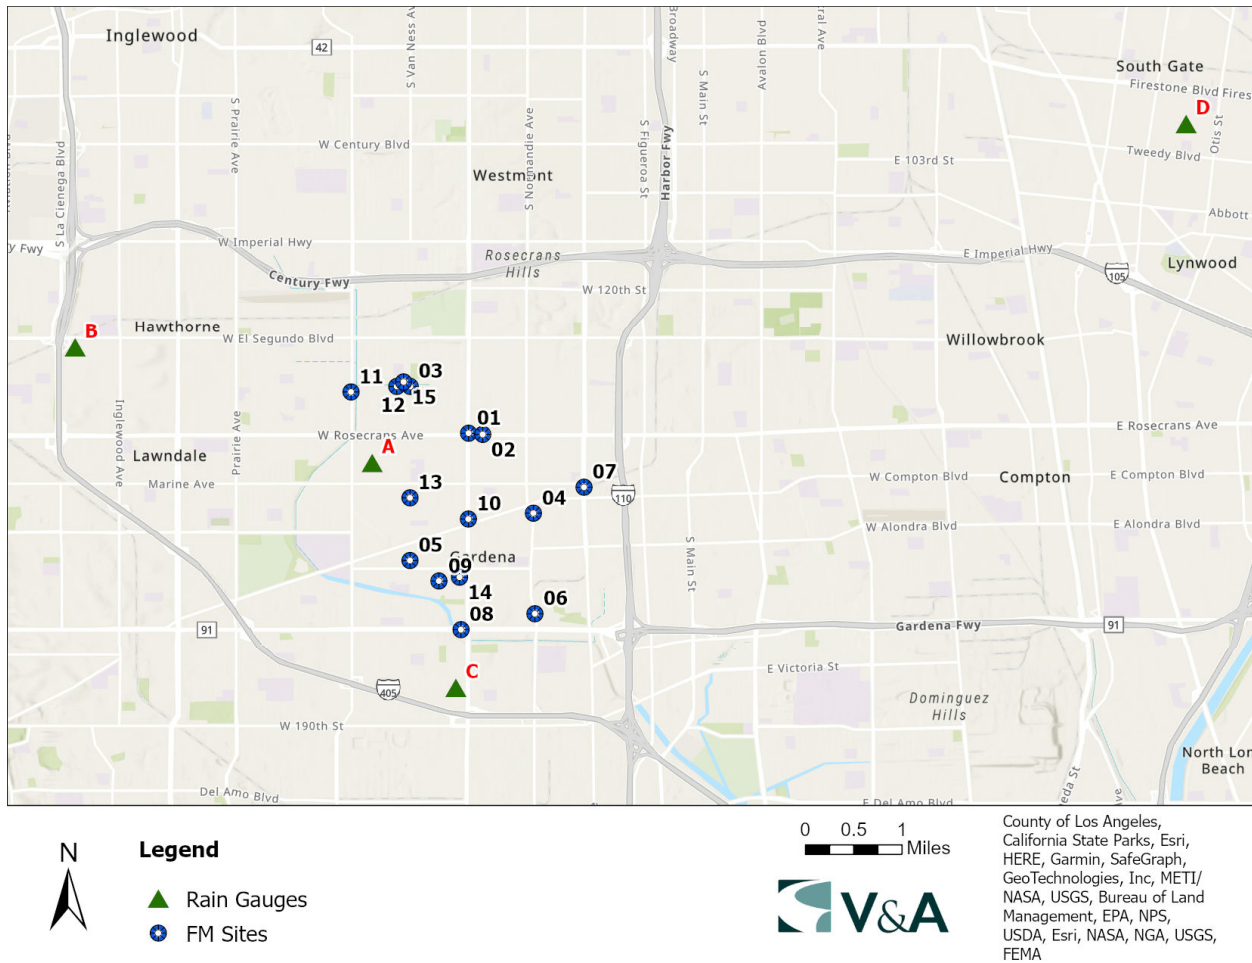 Inglewood
42
S Van Ness Av
Broadway
Avalon Blvd
ral Ave
South Gate
Firestone Blvd
Fires
D
Otis St
Tweedy Blvd
S Prairie Ave
W Century Blvd
S Normandie Ave
S Main St
S Figueroa St
Harbor Fwy
E 103rd St
Westmont
S La Cienega Blvd
Abbott
W Imperial Hwy
ry Fwy
Rosecrans
Hills
E Imperial Hwy
Lynwood
105
Century Fwy
W 120th St
B
Hawthorne
W El Segundo Blvd
Willowbrook
11
03
12
15
01
W Rosecrans Ave
02
E Rosecrans Ave
A
Inglewood Ave
Prairie Ave
Lawndale
Marine Ave
07
W Compton Blvd
Compton
E Compton Blvd
13
110
10
04
W Alondra Blvd
E Alondra Blvd
05
Gardena
09
14
S Main St
06
08
91
Gardena Fwy
91
C
E Victoria St
405
Dominguez
Hills
W 190th St
North Lon
Beach
Del Amo Blvd
E Del Amo Blvd
meda St
Ave
N
Legend
Rain Gauges
FM Sites
0 0.5 1
Miles
V&A
County of Los Angeles,
California State Parks, Esri,
HERE, Garmin, SafeGraph,
GeoTechnologies, Inc, METI/
NASA, USGS, Bureau of Land
Management, EPA, NPS,
USDA, Esri, NASA, NGA, USGS,
FEMA